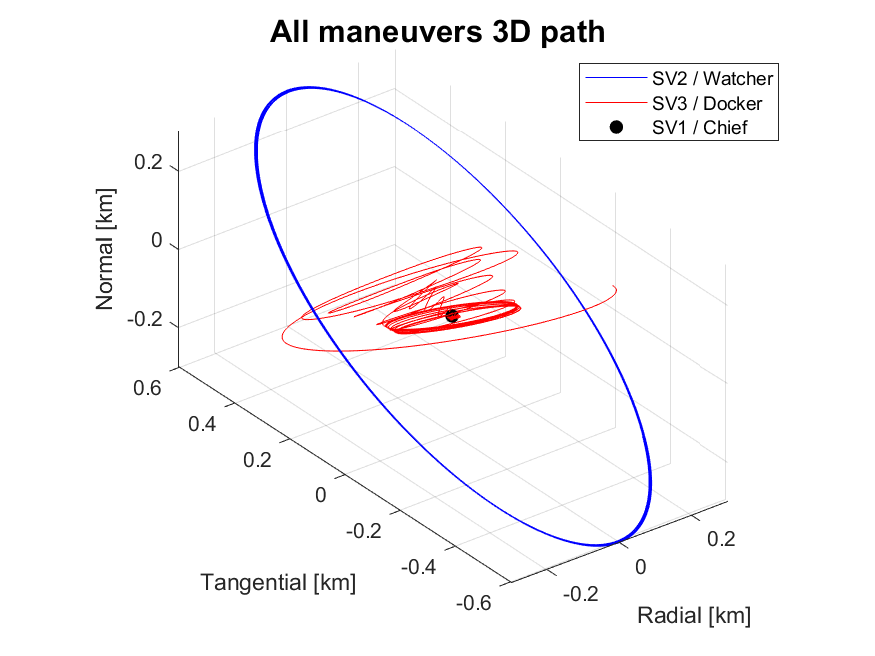 All maneuvers 3D path
SV2 / Watcher
SV3 / Docker
SV1 / Chief
Normal [km]
0.2
0
-0.2
0.6
0.4
0.2
0
-0.2
-0.4
-0.6
Tangential [km]
-0.2
0
0.2
Radial [km]